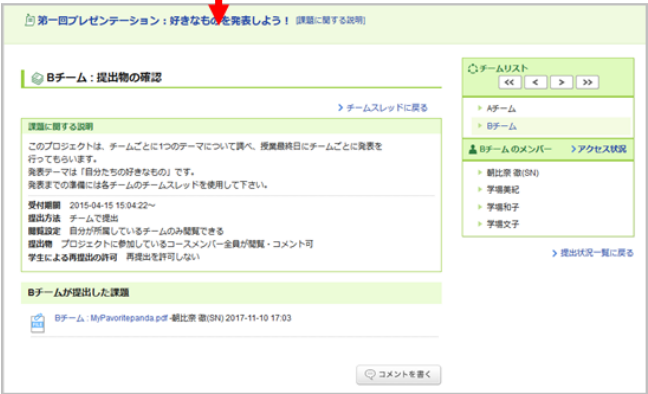 第一回プレゼンテーション：好きなものを発表しよう！ [課題に関する説明]
Bチーム：提出物の確認
チームスレッドに戻る
課題に関する説明
このプロジェクトは、チームごとに1つのテーマについて調べ、授業最終日にチームごとに発表を
行ってもらいます。
発表テーマは「自分たちの好きなもの」です。
発表までの準備には各チームのチームスレッドを使用して下さい。
受付期間 2015-04-15 15:04:22～
提出方法 チームで提出
閲覧設定 自分が所属しているチームのみ閲覧できる
提出物 プロジェクトに参加しているコースメンバー全員が閲覧・コメント可
学生による再提出の許可 再提出を許可しない
Bチームが提出した課題
FILE
Bチーム : MyPavoritepanda.pdf -朝比奈 徹(SN) 2017-11-10 17:03
コメントを書く
チームリスト
<< < > >>
Aチーム
Bチーム
Bチームのメンバー アクセス状況
朝比奈 徹(SN)
学場美紀
学場和子
学場文子
提出状況一覧に戻る